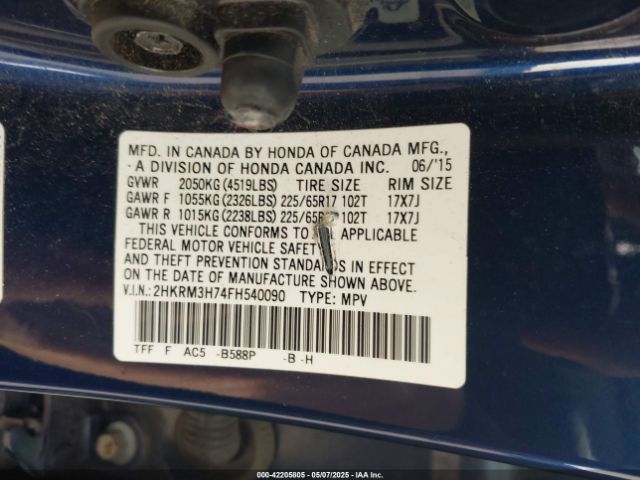 MFD. IN CANADA BY HONDA OF CANADA MFG.,
- A DIVISION OF HONDA CANADA INC. 06/'15
GVWR 2050KG (4519LBS) TIRE SIZE RIM SIZE
GAWR F 1055KG (2326LBS) 225/65R17 102T 17X7J
GAWR R 1015KG (2238LBS) 225/65R 102T 17X7J
THIS VEHICLE CONFORMS TO APPLICABLE
FEDERAL MOTOR VEHICLE SAFETY
AND THEFT PREVENTION STANDARDS IN EFFECT
ON THE DATE OF MANUFACTURE SHOWN ABOVE.
V.I.N.: 2HKRM3H74FH540090 TYPE: MPV
TFF F AC5 -B588P -B -H
000-42205805 - 05/07/2025 - IAA Inc.